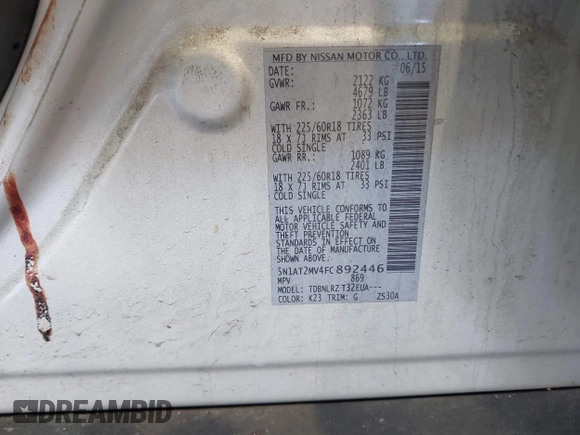 MFD BY NISSAN MOTOR CO., LTD.
DATE: 06/15
GVWR: 2122 KG
4679 LB
GAWR FR.: 1072 KG
2363 LB
WITH 225/60R18 TIRES
18 X 7J RIMS AT 33 PSI
COLD SINGLE
GAWR RR.: 1089 KG
2401 LB
WITH 225/60R18 TIRES
18 X 7J RIMS AT 33 PSI
COLD SINGLE
THIS VEHICLE CONFORMS TO
ALL APPLICABLE FEDERAL
MOTOR VEHICLE SAFETY AND
THEFT PREVENTION
STANDARDS IN EFFECT ON
THE DATE OF MANUFACTURE
SHOWN ABOVE.
5N1AT2MV4FC892446
MPV 869
MODEL: TDBNLRZ T32EUA---
COLOR: K23 TRIM: G ZS30A
DREAMBID